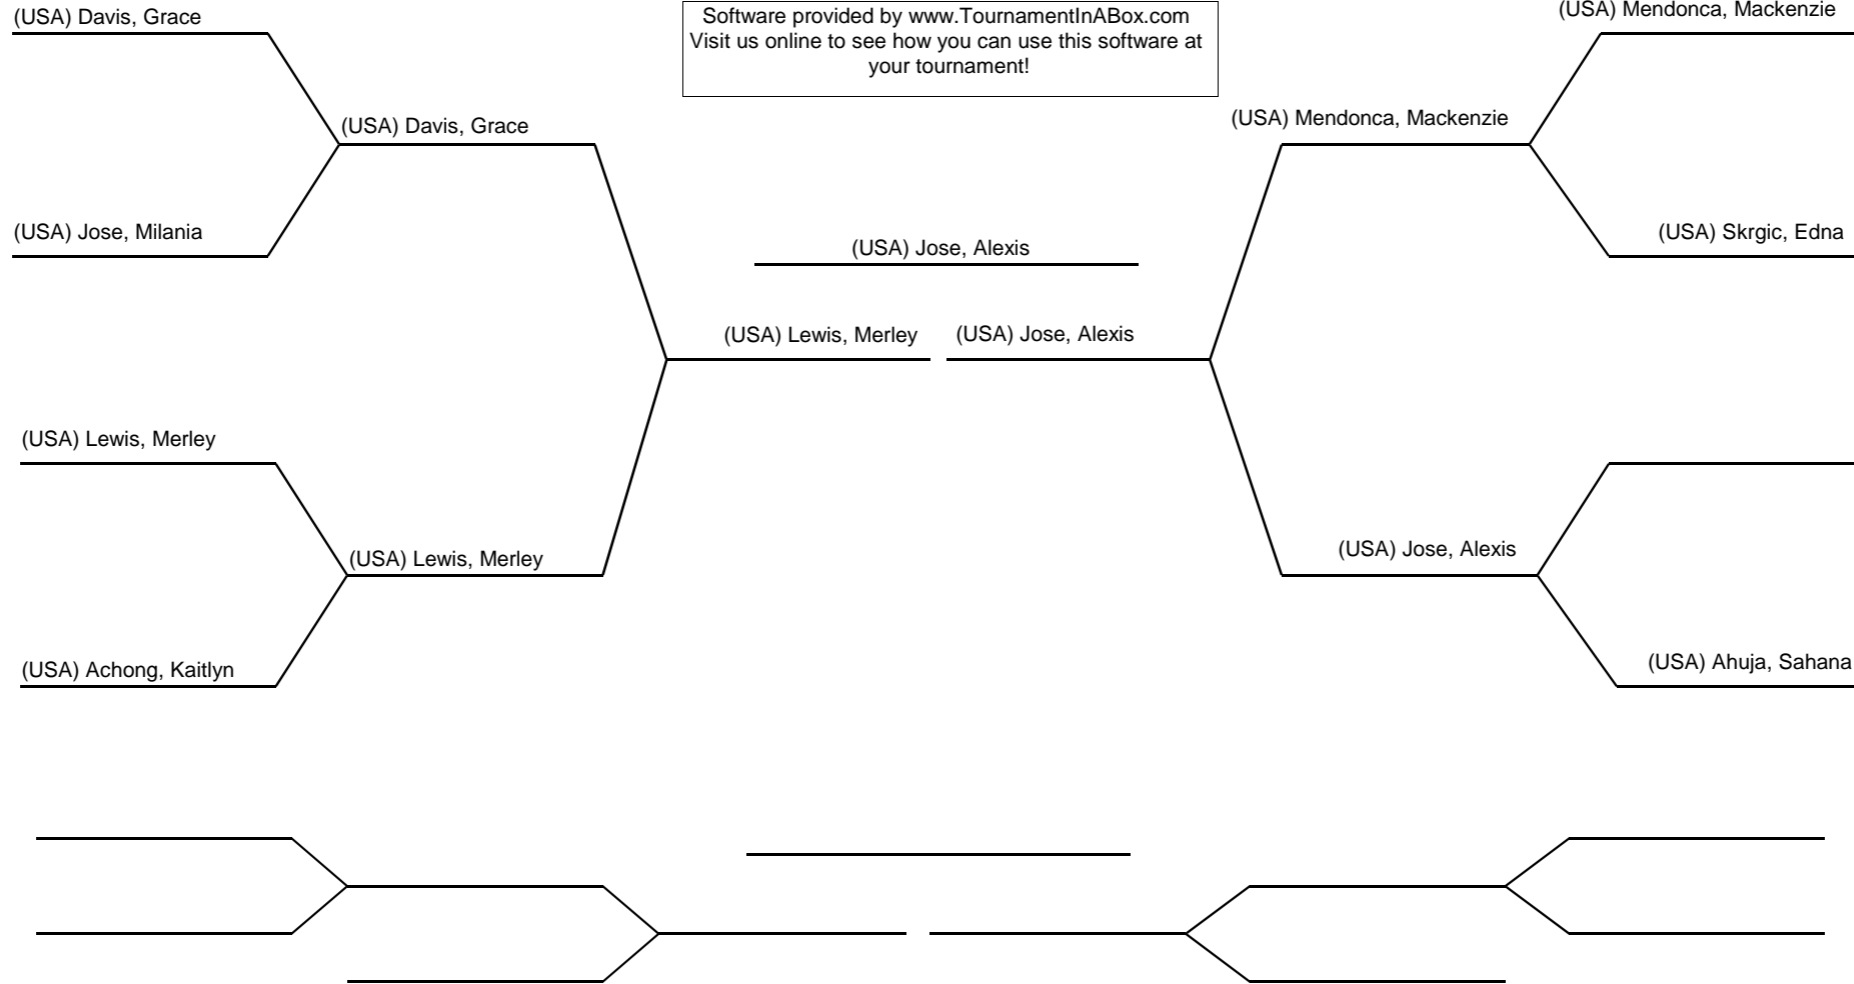 (USA) Davis, Grace
Software provided by www.TournamentInABox.com
Visit us online to see how you can use this software at
your tournament!
(USA) Mendonca, Mackenzie
(USA) Davis, Grace
(USA) Mendonca, Mackenzie
(USA) Jose, Milania
(USA) Jose, Alexis
(USA) Skrgic, Edna
(USA) Lewis, Merley
(USA) Jose, Alexis
(USA) Lewis, Merley
(USA) Lewis, Merley
(USA) Jose, Alexis
(USA) Achong, Kaitlyn
(USA) Ahuja, Sahana